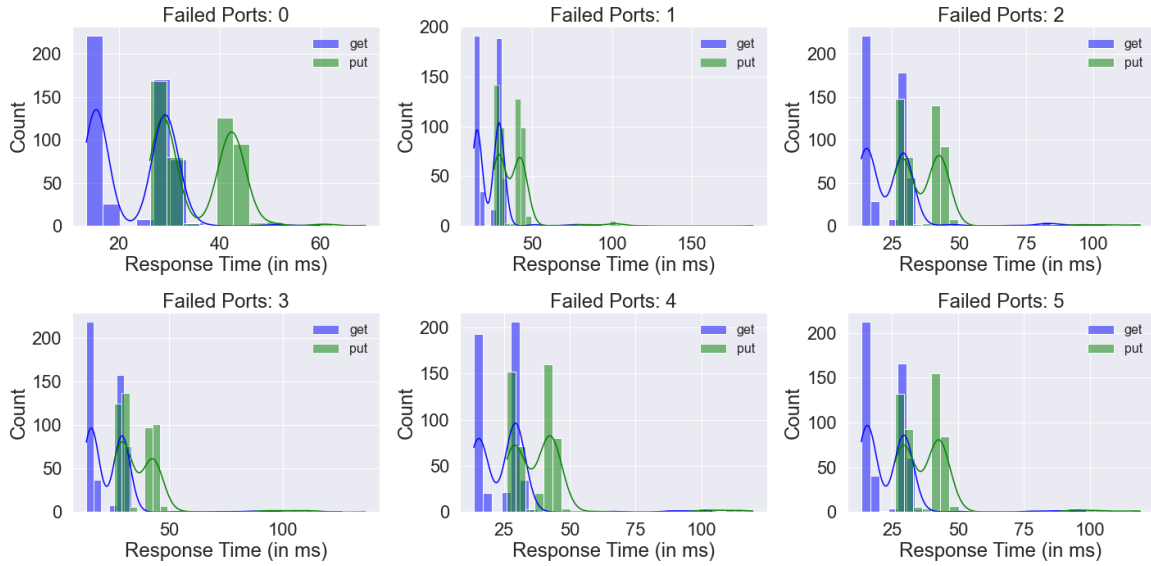 Failed Ports: 0
200
150
100
50
0
Count
20
40
60
Response Time (in ms)
get
put
Failed Ports: 1
200
150
100
50
0
Count
50
100
150
Response Time (in ms)
get
put
Failed Ports: 2
200
150
100
50
0
Count
25
50
75
100
Response Time (in ms)
get
put
Failed Ports: 3
200
150
100
50
0
Count
50
100
Response Time (in ms)
get
put
Failed Ports: 4
200
150
100
50
0
Count
25
50
75
100
Response Time (in ms)
get
put
Failed Ports: 5
200
150
100
50
0
Count
25
50
75
100
Response Time (in ms)
get
put